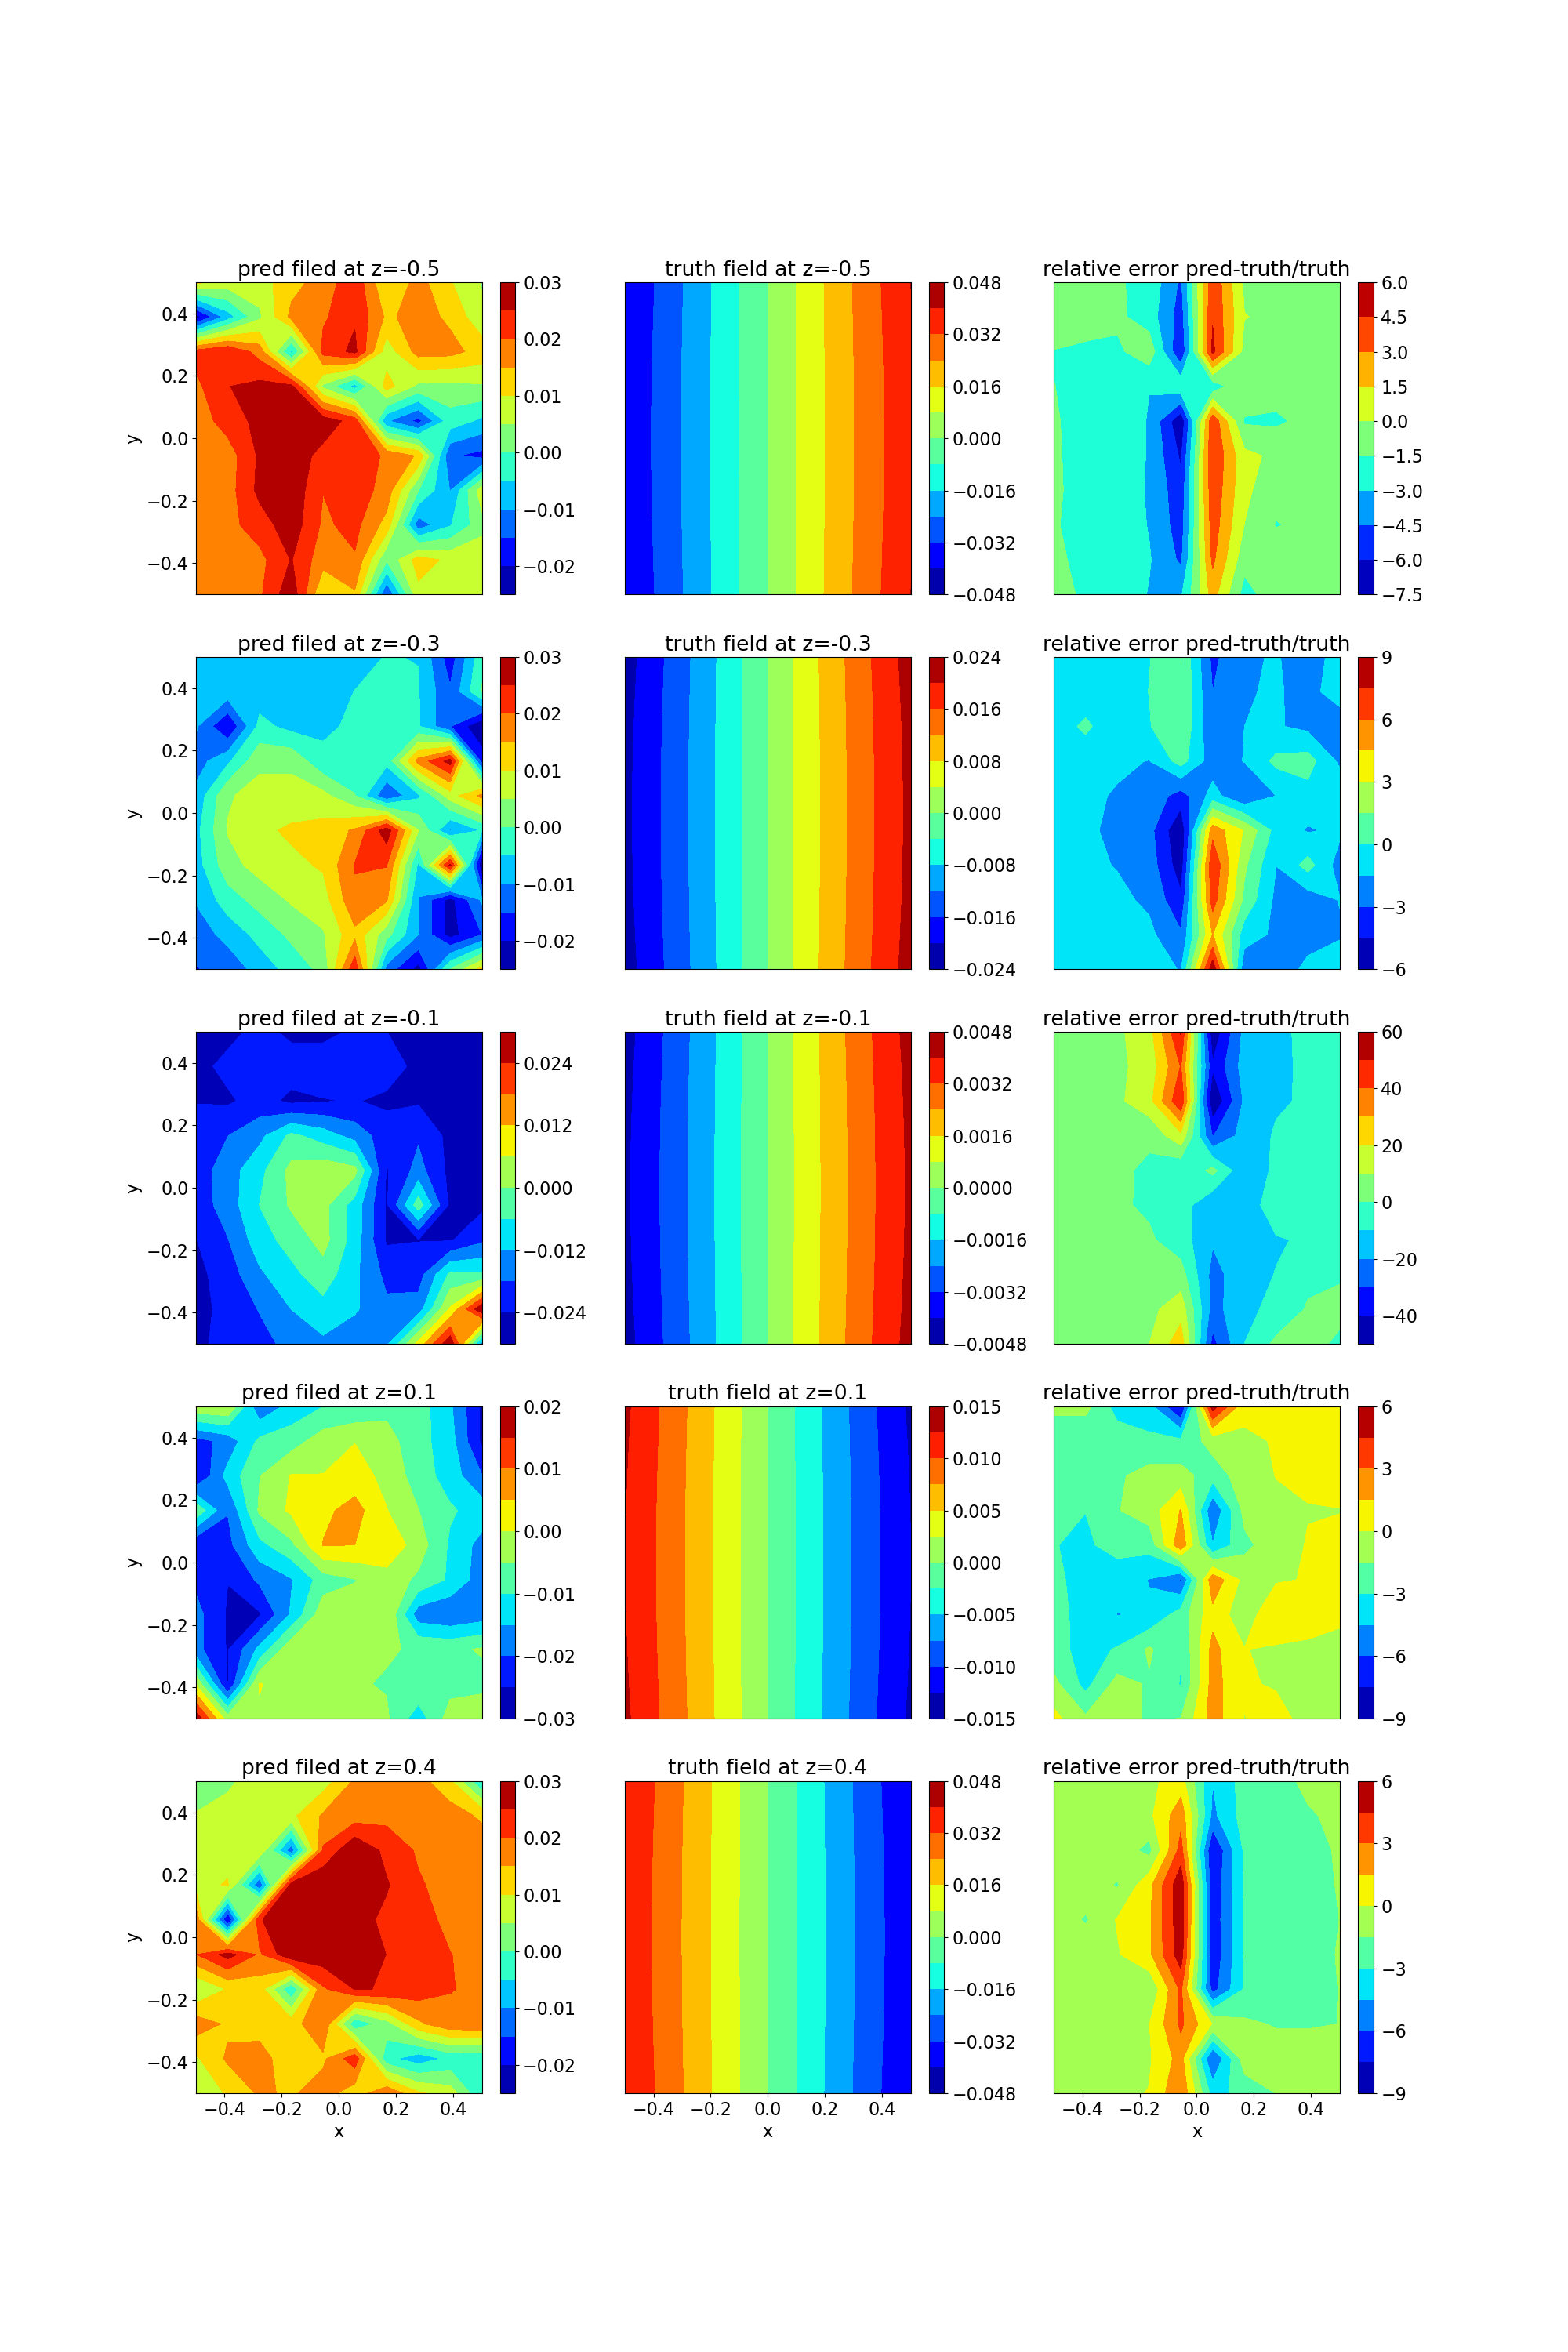 pred filed at z=-0.5 truth field at z=-0.5 relative error pred-truth/truth
y 0.4 0.2 0.0 −0.2 −0.4
0.03 0.02 0.01 0.00 −0.01 −0.02
0.048 0.032 0.016 0.000 −0.016 −0.032 −0.048
6.0 4.5 3.0 1.5 0.0 −1.5 −3.0 −4.5 −6.0 −7.5
pred filed at z=-0.3 truth field at z=-0.3 relative error pred-truth/truth
y 0.4 0.2 0.0 −0.2 −0.4
0.03 0.02 0.01 0.00 −0.01 −0.02
0.024 0.016 0.008 0.000 −0.008 −0.016 −0.024
9 6 3 0 −3 −6
pred filed at z=-0.1 truth field at z=-0.1 relative error pred-truth/truth
y 0.4 0.2 0.0 −0.2 −0.4
0.024 0.012 0.000 −0.012 −0.024
0.0048 0.0032 0.0016 0.0000 −0.0016 −0.0032 −0.0048
60 40 20 0 −20 −40
pred filed at z=0.1 truth field at z=0.1 relative error pred-truth/truth
y 0.4 0.2 0.0 −0.2 −0.4
0.02 0.01 0.00 −0.01 −0.02 −0.03
0.015 0.010 0.005 0.000 −0.005 −0.010 −0.015
6 3 0 −3 −6 −9
pred filed at z=0.4 truth field at z=0.4 relative error pred-truth/truth
y 0.4 0.2 0.0 −0.2 −0.4
0.03 0.02 0.01 0.00 −0.01 −0.02
0.048 0.032 0.016 0.000 −0.016 −0.032 −0.048
6 3 0 −3 −6 −9
−0.4 −0.2 0.0 0.2 0.4 −0.4 −0.2 0.0 0.2 0.4 −0.4 −0.2 0.0 0.2 0.4
x x x